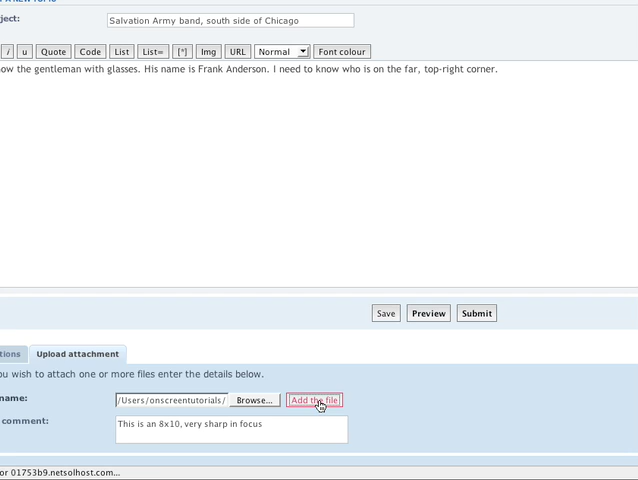 ject: Salvation Army band, south side of Chicago
i u Quote Code List List= [*] Img URL Normal Font colour
ow the gentleman with glasses. His name is Frank Anderson. I need to know who is on the far, top-right corner.
Save Preview Submit
tions Upload attachment
ou wish to attach one or more files enter the details below.
name: /Users/onscreentutorials/ Browse... Add the file
comment: This is an 8x10, very sharp in focus
or 01753b9.netsolhost.com...